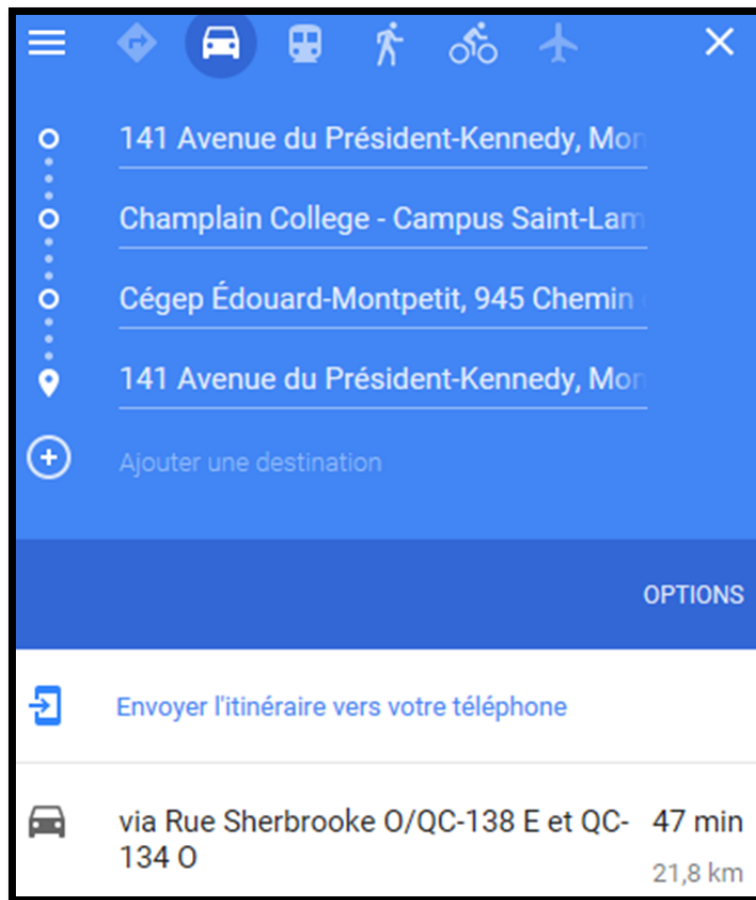 141 Avenue du Président-Kennedy, Mon
Champlain College - Campus Saint-Lam
Cégep Édouard-Montpetit, 945 Chemin
141 Avenue du Président-Kennedy, Mon
Ajouter une destination
OPTIONS
Envoyer l'itinéraire vers votre téléphone
via Rue Sherbrooke O/QC-138 E et QC- 47 min
134 O
21,8 km